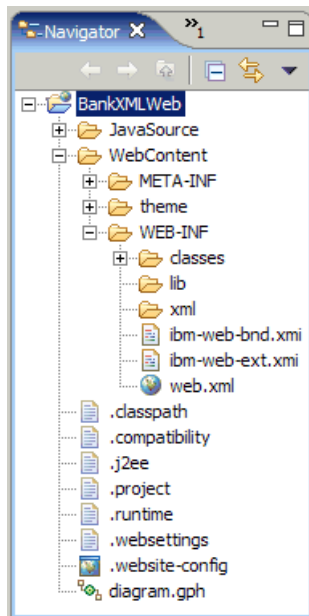 Navigator
»1
BankXMLWeb
JavaSource
WebContent
META-INF
theme
WEB-INF
classes
lib
xml
ibm-web-bnd.xmi
ibm-web-ext.xmi
web.xml
.classpath
.compatibility
.j2ee
.project
.runtime
.websettings
.website-config
diagram.gph